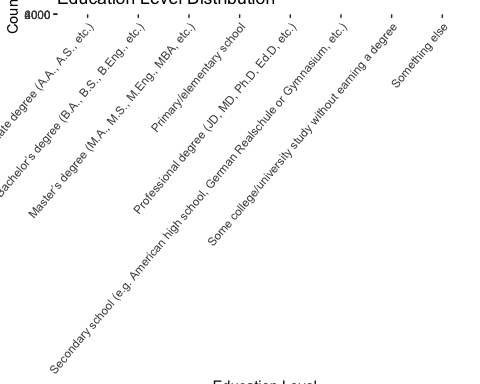 Education Level Distribution
Coun
ate degree (A.A., A.S., etc.)
Bachelor's degree (B.A., B.S., B.Eng., etc.)
Master's degree (M.A., M.S., M.Eng., MBA, etc.)
Primary/elementary school
Professional degree (JD, MD, Ph.D, Ed.D, etc.)
Secondary school (e.g. American high school, German Realschule or Gymnasium, etc.)
Some college/university study without earning a degree
Something else
Education Level